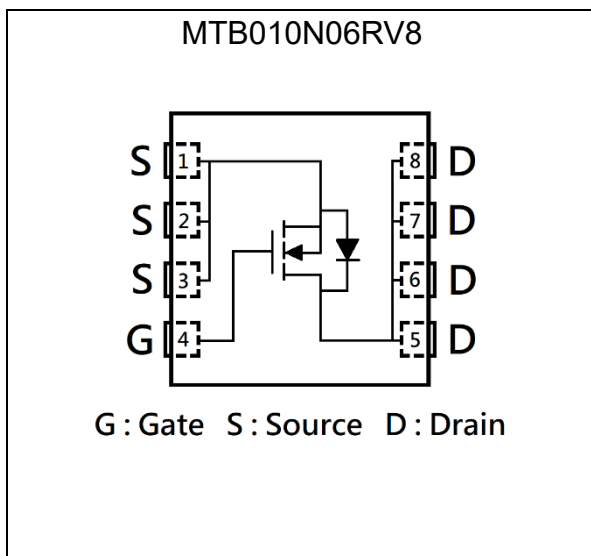 MTB010N06RV8
S 1 8 D
S 2 7 D
S 3 6 D
G 4 5 D
G : Gate S : Source D : Drain